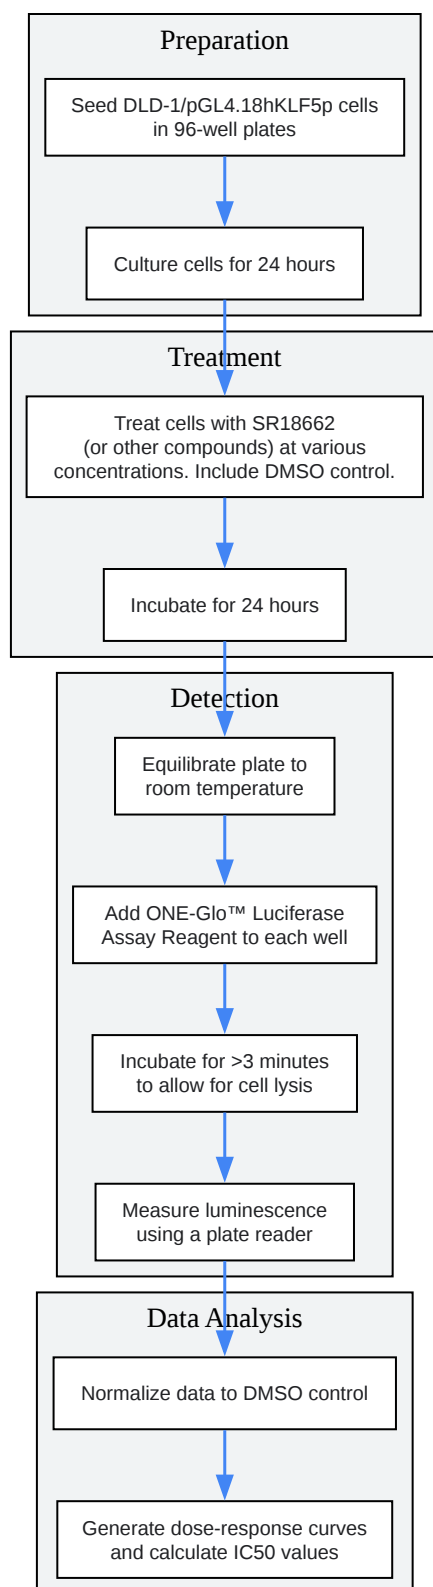 Preparation
Seed DLD-1/pGL4.18hKLF5p cells
in 96-well plates
Culture cells for 24 hours
Treatment
Treat cells with SR18662
(or other compounds) at various
concentrations. Include DMSO control.
Incubate for 24 hours
Detection
Equilibrate plate to
room temperature
Add ONE-Glo™ Luciferase
Assay Reagent to each well
Incubate for >3 minutes
to allow for cell lysis
Measure luminescence
using a plate reader
Data Analysis
Normalize data to DMSO control
Generate dose-response curves
and calculate IC50 values